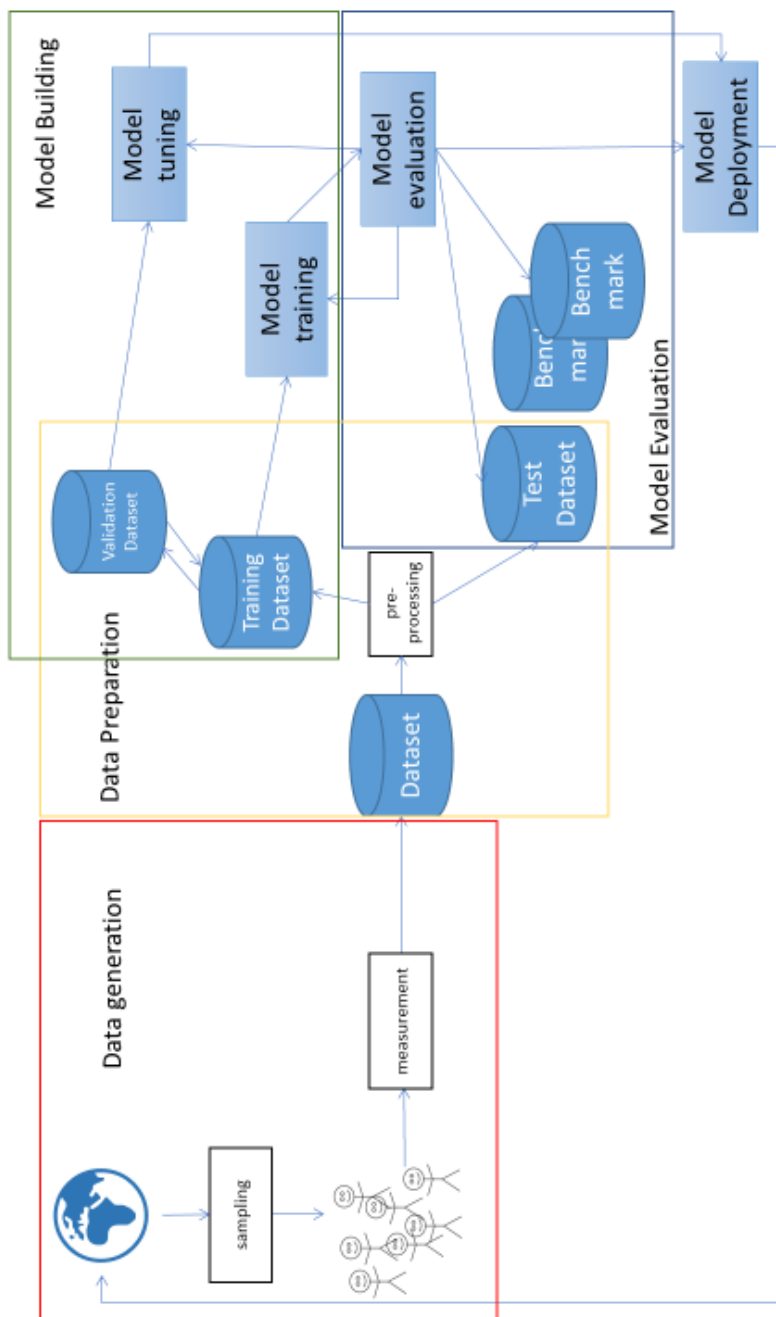 Data generation
sampling
measurement
Data Preparation
Dataset
pre-
processing
Validation
Dataset
Training
Dataset
Test
Dataset
Model Building
Model
tuning
Model
training
Model
evaluation
Bench
mar
Bench
mark
Model Evaluation
Model
Deployment